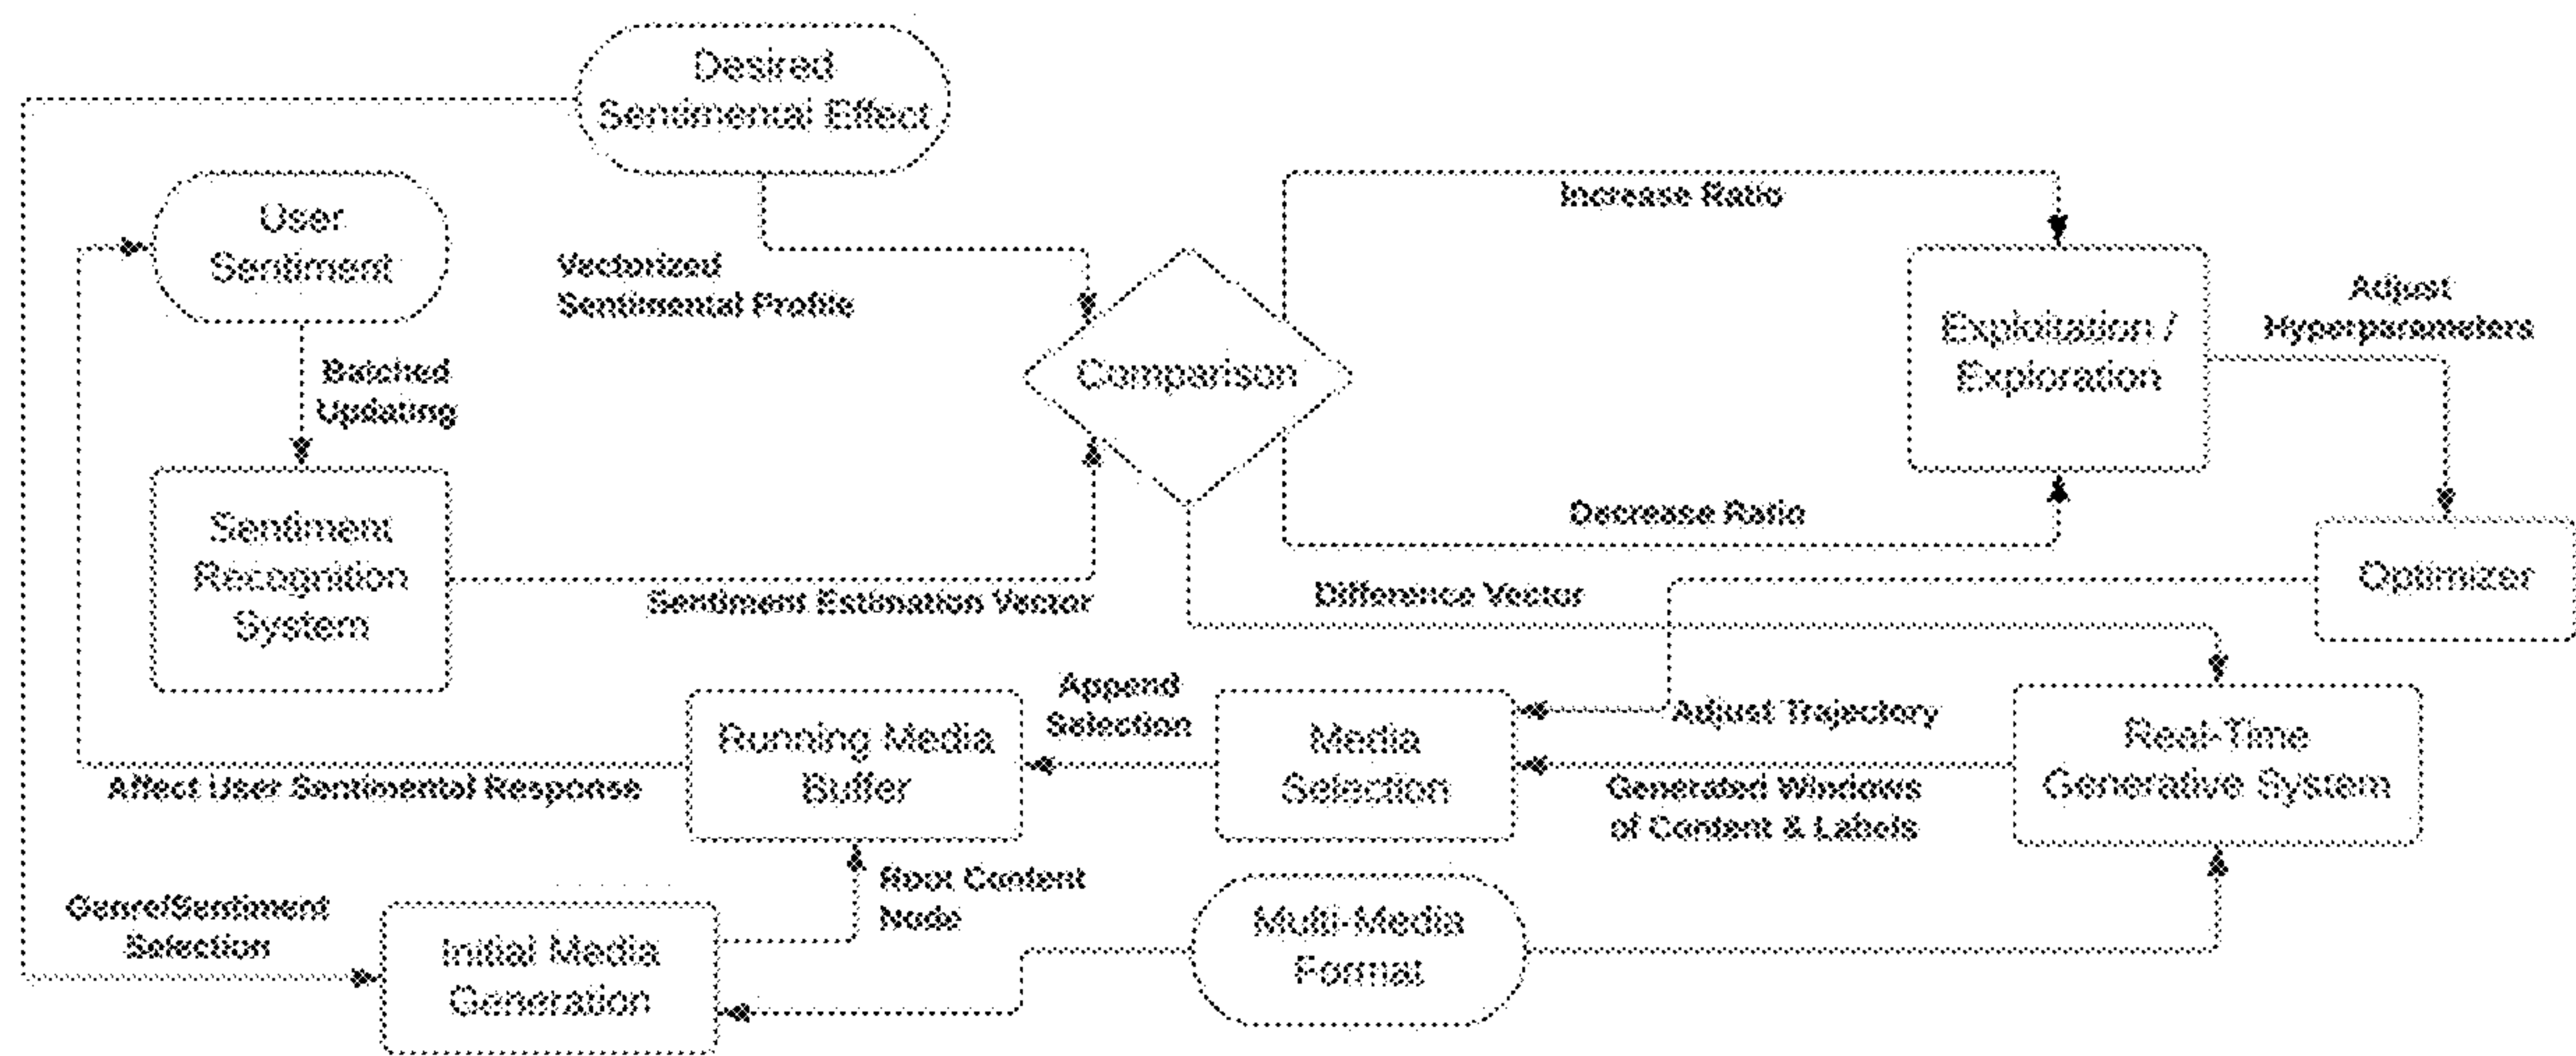 Desired
Sentimental Effect
User
Sentiment
Increase Ratio
Vectorized
Sentimental Profile
Adjust
Hyperparameters
Exploitation /
Exploration
Comparison
Batched
Updating
Decrease Ratio
Sentiment
Recognition
System
Optimizer
Difference Vector
Sentiment Estimation Vector
Append
Selection
Running Media
Buffer
Media
Selection
Adjust Trajectory
Real-Time
Generative System
Affect User Sentimental Response
Generated Windows
of Content & Labels
Root Content
Node
Genre/Sentiment
Selection
Initial Media
Generation
Multi-Media
Format